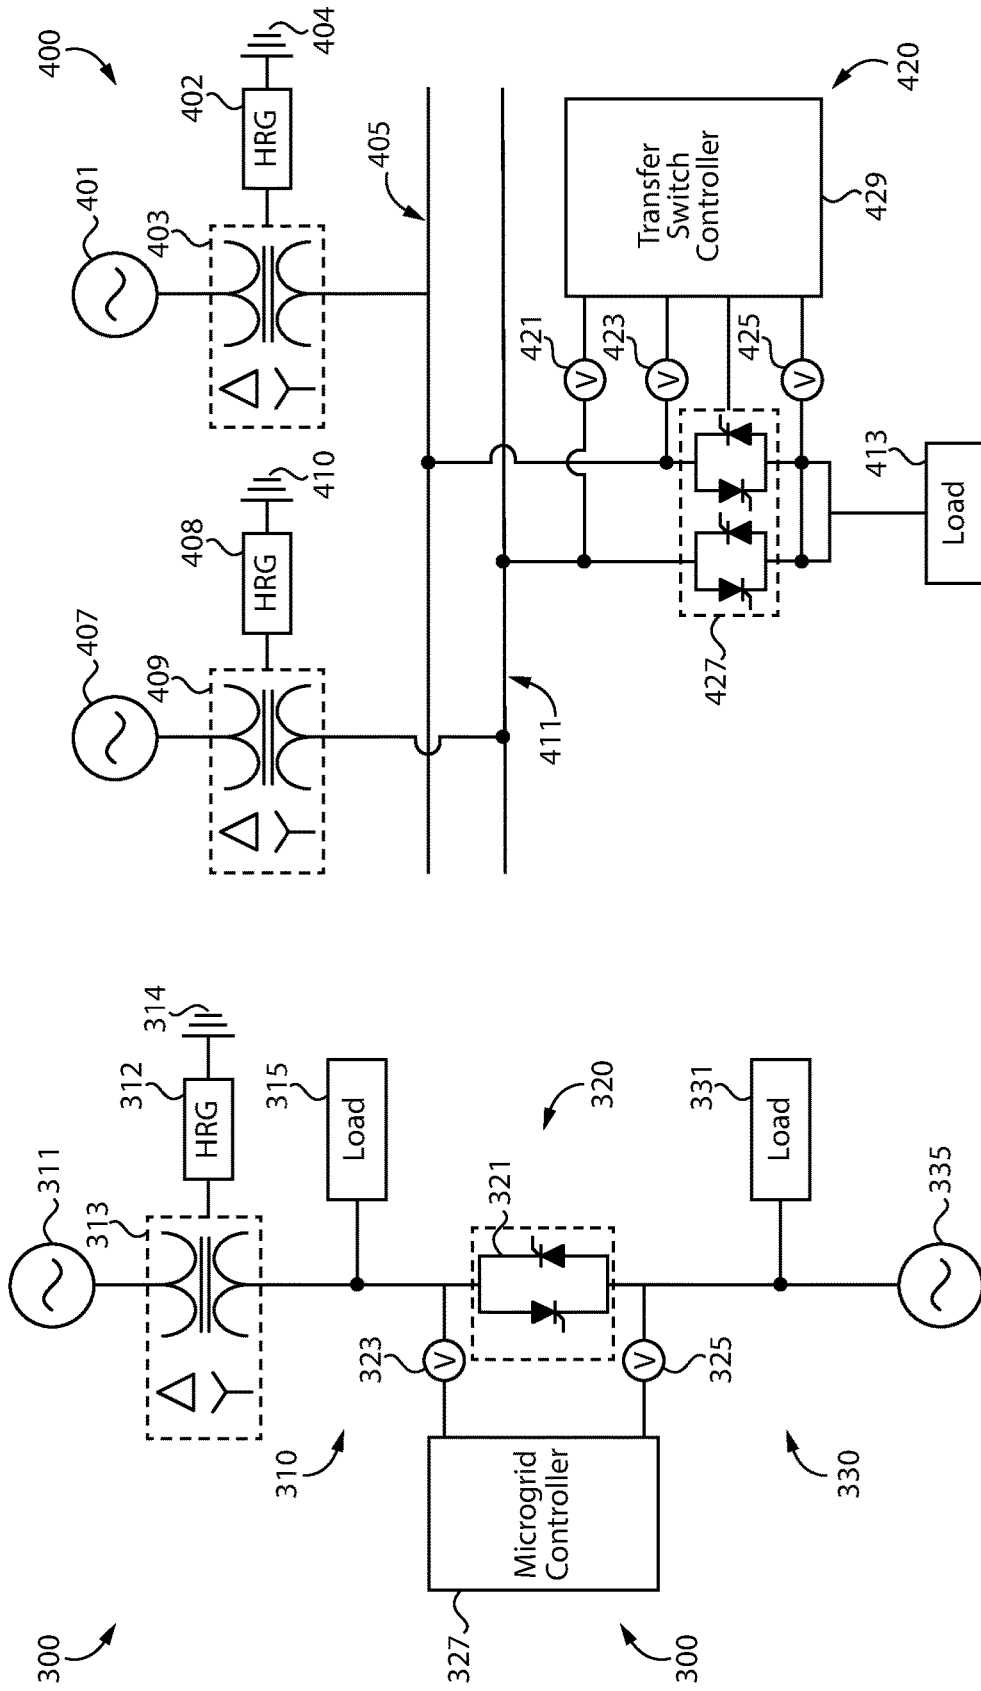 300
311
313
312
HRG
314
315
Load
310
323
V
321
320
Microgrid
Controller
327
325
V
331
Load
330
300
335
400
407
409
408
HRG
410
401
403
402
HRG
404
405
411
421
V
423
V
425
V
Transfer
Switch
Controller
429
420
427
413
Load